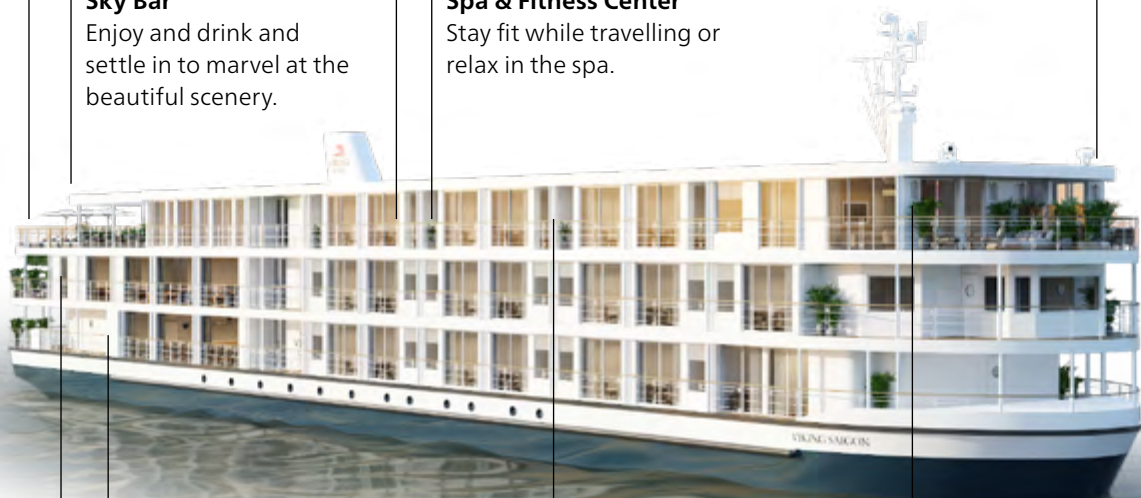 Sky Bar
Enjoy and drink and
settle in to marvel at the
beautiful scenery.
Spa & Fitness Center
Stay fit while travelling or
relax in the spa.
VIKING SAIGON